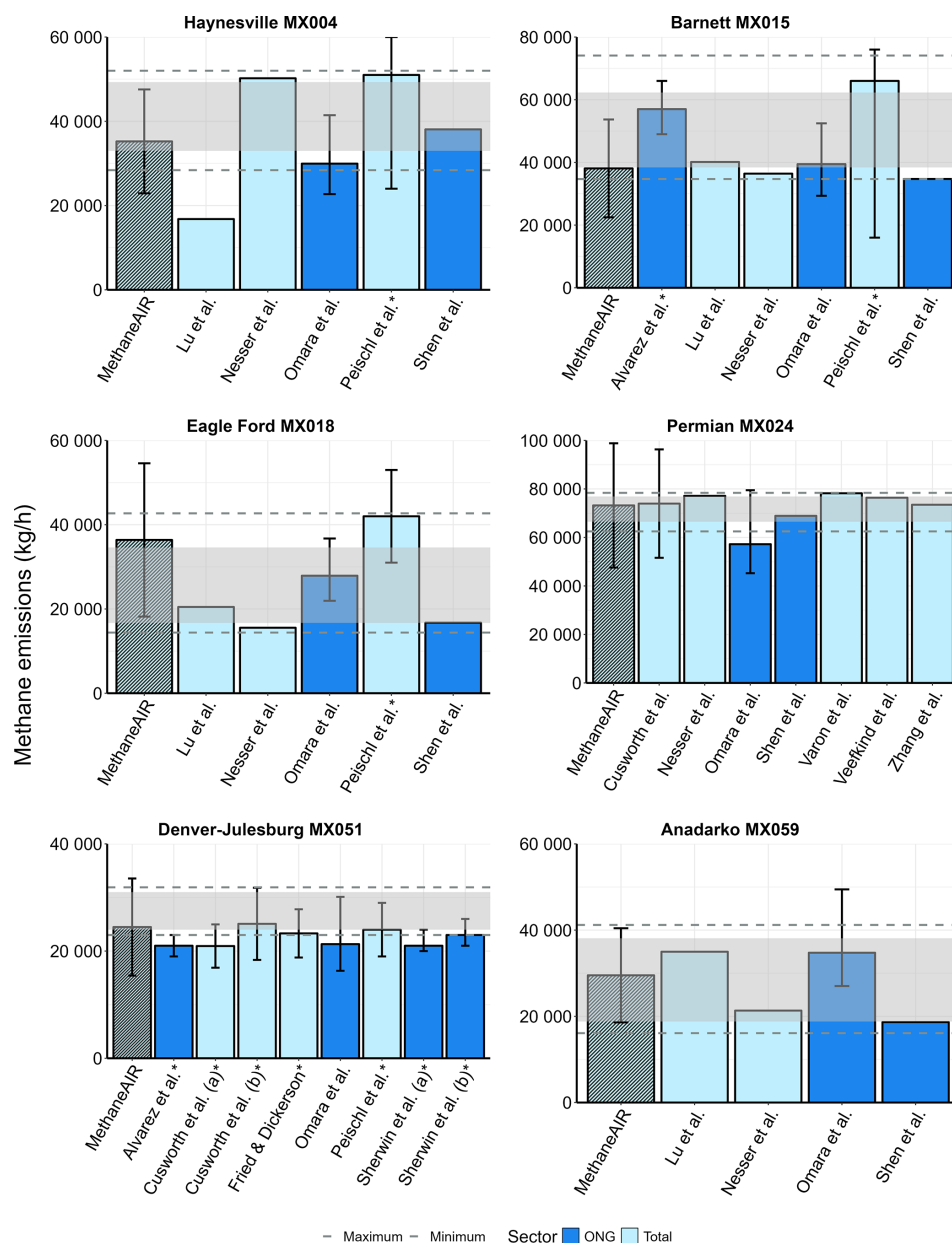 Methane emissions (kg/h)
Haynesville MX004
60 000
40 000
20 000
0
MethaneAIR
Lu et al.
Nesser et al.
Omara et al.
Peischl et al.*
Shen et al.
Barnett MX015
80 000
60 000
40 000
20 000
0
MethaneAIR
Alvarez et al.*
Lu et al.
Nesser et al.
Omara et al.
Peischl et al.*
Shen et al.
Eagle Ford MX018
60 000
40 000
20 000
0
MethaneAIR
Lu et al.
Nesser et al.
Omara et al.
Peischl et al.*
Shen et al.
Permian MX024
100 000
80 000
60 000
40 000
20 000
0
MethaneAIR
Cusworth et al.
Nesser et al.
Omara et al.
Shen et al.
Varon et al.
Veefkind et al.
Zhang et al.
Denver-Julesburg MX051
40 000
20 000
0
MethaneAIR
Alvarez et al.*
Cusworth et al. (a)*
Cusworth et al. (b)*
Fried & Dickerson*
Omara et al.
Peischl et al.*
Sherwin et al. (a)*
Sherwin et al. (b)*
Anadarko MX059
60 000
40 000
20 000
0
MethaneAIR
Lu et al.
Nesser et al.
Omara et al.
Shen et al.
Maximum Minimum Sector ONG Total